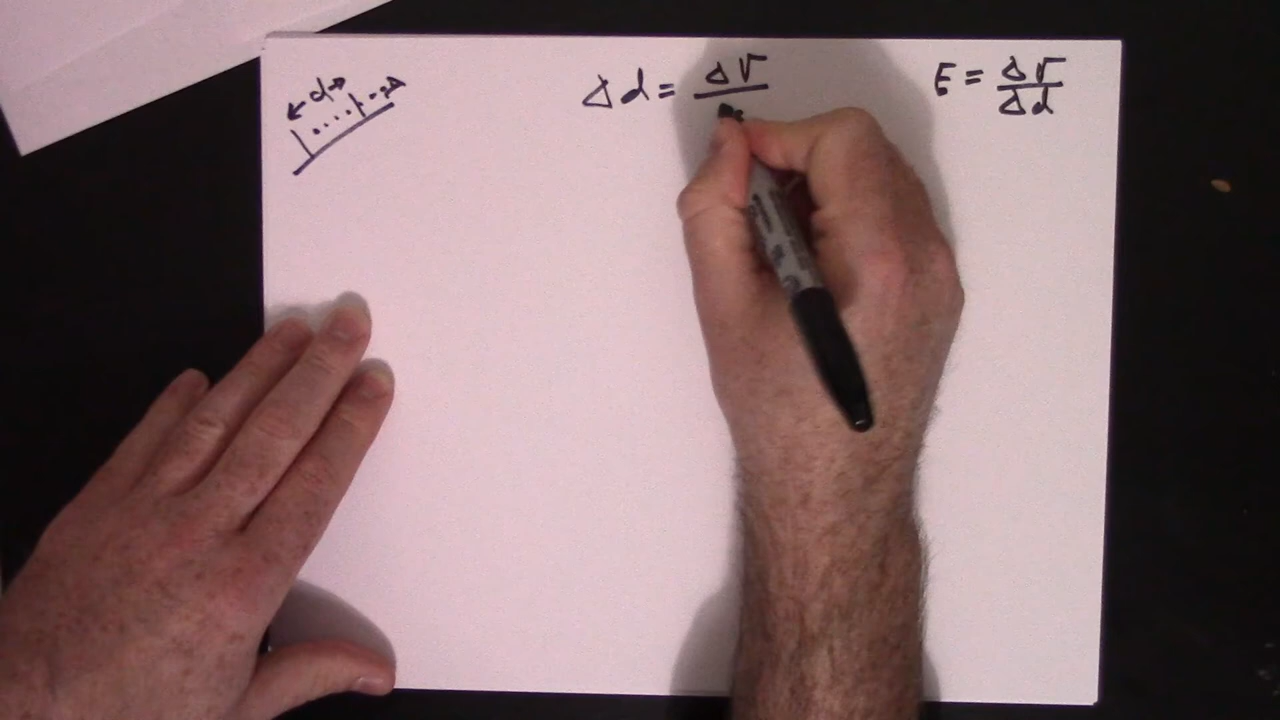 d
Δd = ΔV
E = ΔV / Δd